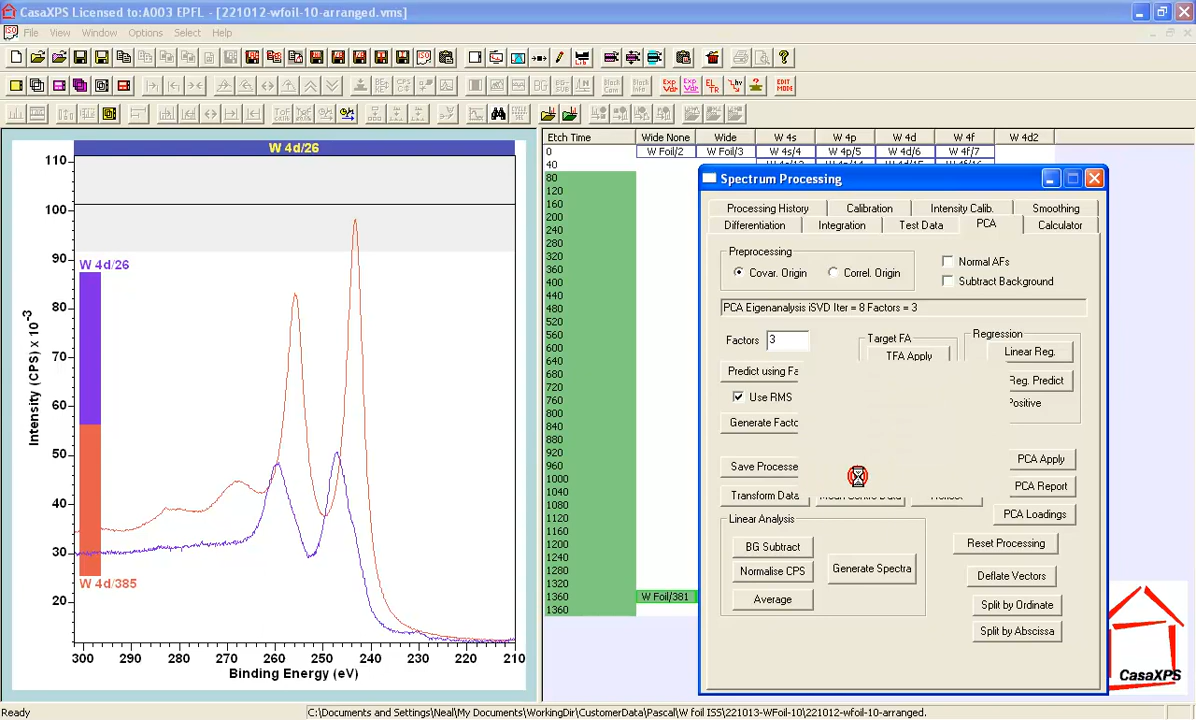 CasaXPS Licensed to:A003 EPFL - [221012-wfoil-10-arranged.vms]
File View Window Options Select Help
W 4d/26
110
100
90
80
70
60
50
40
30
20
Intensity (CPS) x 10⁻³
W 4d/26
W 4d/385
300 290 280 270 260 250 240 230 220 210
Binding Energy (eV)
Etch Time Wide None Wide W 4s W 4p W 4d W 4f W 4d2
0 W Foil/2 W Foil/3 W 4s/4 W 4p/5 W 4d/6 W 4f/7
40
80
120
160
200
240
280
320
360
400
440
480
520
560
600
640
680
720
760
800
840
880
920
960
1000
1040
1080
1120
1160
1200
1240
1280
1320
1360 W Foil/381
1360
Spectrum Processing
Processing History Calibration Intensity Calib. Smoothing
Differentiation Integration Test Data PCA Calculator
Preprocessing
Covar. Origin Correl. Origin
Normal AFs
Subtract Background
PCA Eigenanalysis iSVD Iter = 8 Factors = 3
Factors 3
Target FA
TFA Apply
Regression
Linear Reg.
Reg. Predict
Positive
Predict using Fa
Use RMS
Generate Facto
Save Processe
Transform Data
PCA Apply
PCA Report
PCA Loadings
Linear Analysis
BG Subtract
Normalise CPS
Average
Generate Spectra
Reset Processing
Deflate Vectors
Split by Ordinate
Split by Abscissa
CasaXPS
Ready
C:\Documents and Settings\Neal\My Documents\WorkingDir\CustomerData\Pascal\W foil ISS\221013-WFoil-10\221012-wfoil-10-arranged.